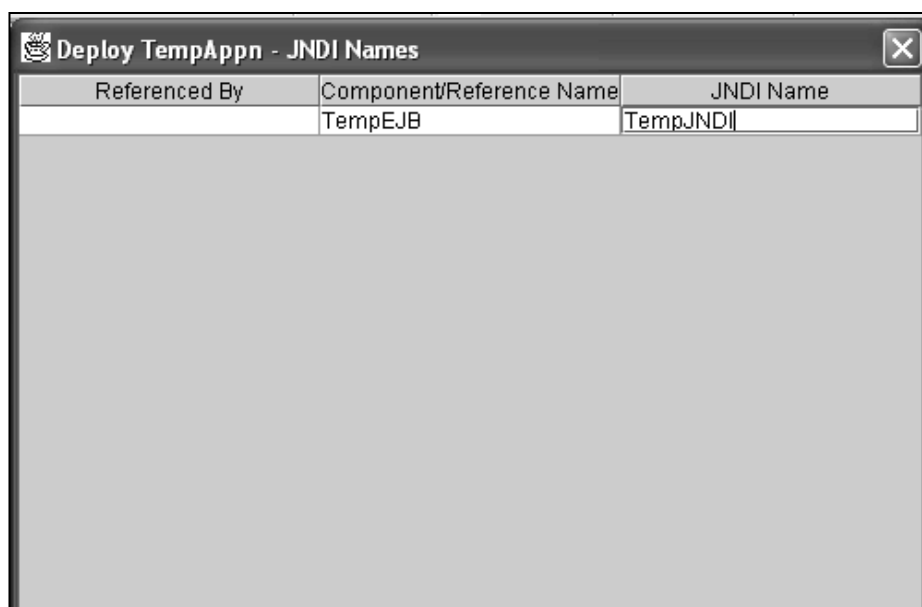 Deploy TempAppn - JNDI Names
Referenced By Component/Reference Name JNDI Name
TempEJB TempJNDI